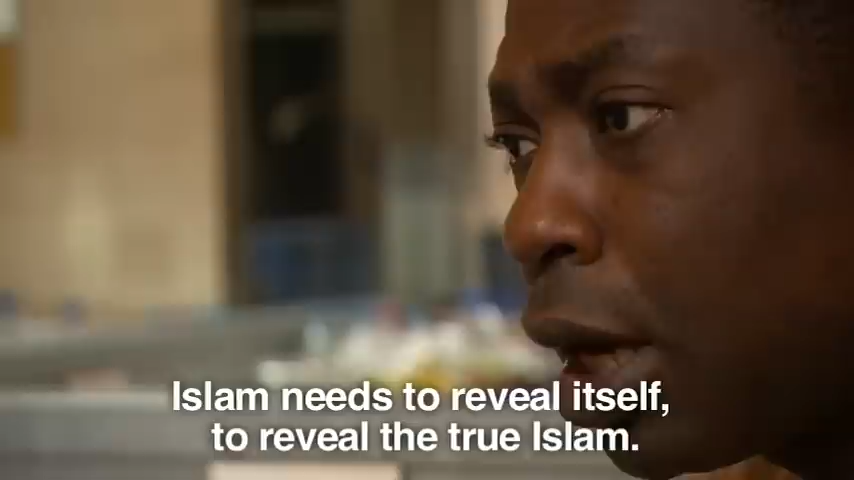 Islam needs to reveal itself,
to reveal the true Islam.